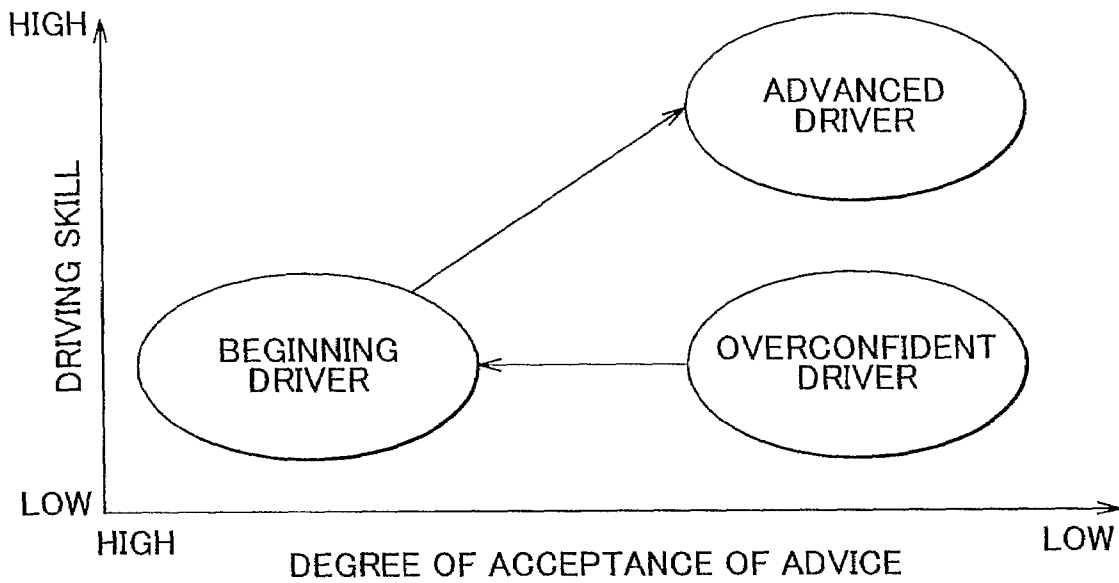 HIGH
ADVANCED
DRIVER
DRIVING SKILL
BEGINNING
DRIVER
OVERCONFIDENT
DRIVER
LOW
HIGH
LOW
DEGREE OF ACCEPTANCE OF ADVICE